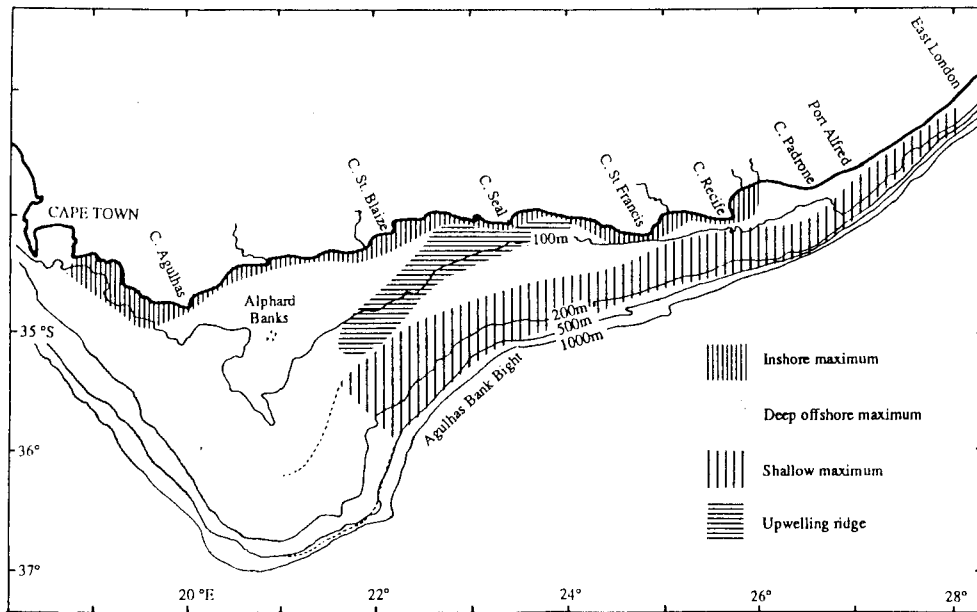 East London
Port Alfred
C. Padrone
C. Recife
C. St Francis
C. Seal
C. St. Blaize
CAPE TOWN
C. Agulhas
Alphard
Banks
100m
200m
500m
1000m
Agulhas Bank Bight
35 °S
36°
37°
20 °E
22°
24°
26°
28°
Inshore maximum
Deep offshore maximum
Shallow maximum
Upwelling ridge